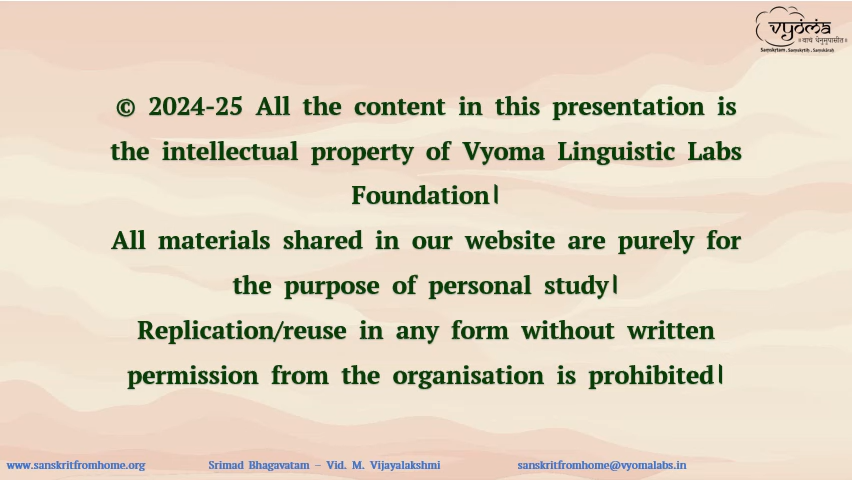 vyoma
॥ वाचं धेनुमुपासीत ॥
Samskrtam, Samskrtih, Samskarah
© 2024-25 All the content in this presentation is
the intellectual property of Vyoma Linguistic Labs
Foundation।
All materials shared in our website are purely for
the purpose of personal study।
Replication/reuse in any form without written
permission from the organisation is prohibited।
www.sanskritfromhome.org Srimad Bhagavatam – Vid. M. Vijayalakshmi sanskritfromhome@vyomalabs.in